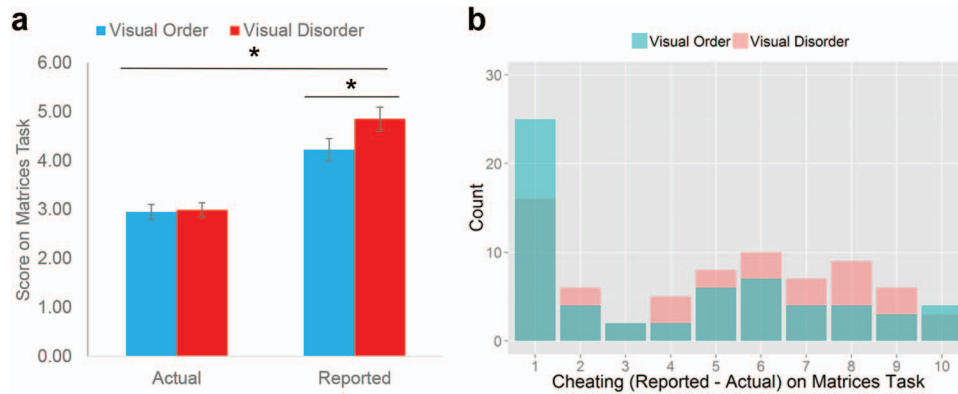 a
Visual Order Visual Disorder
*
*
6.00
5.00
4.00
3.00
2.00
1.00
0.00
Score on Matrices Task
Actual Reported
b
Visual Order Visual Disorder
30
20
10
0
Count
1 2 3 4 5 6 7 8 9 10
Cheating (Reported - Actual) on Matrices Task